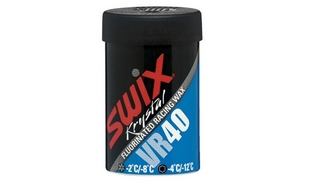 SWIX
Krystal
FLUORINATED RACING WAX
VR40
-2°C/-8°C -4°C/-12°C